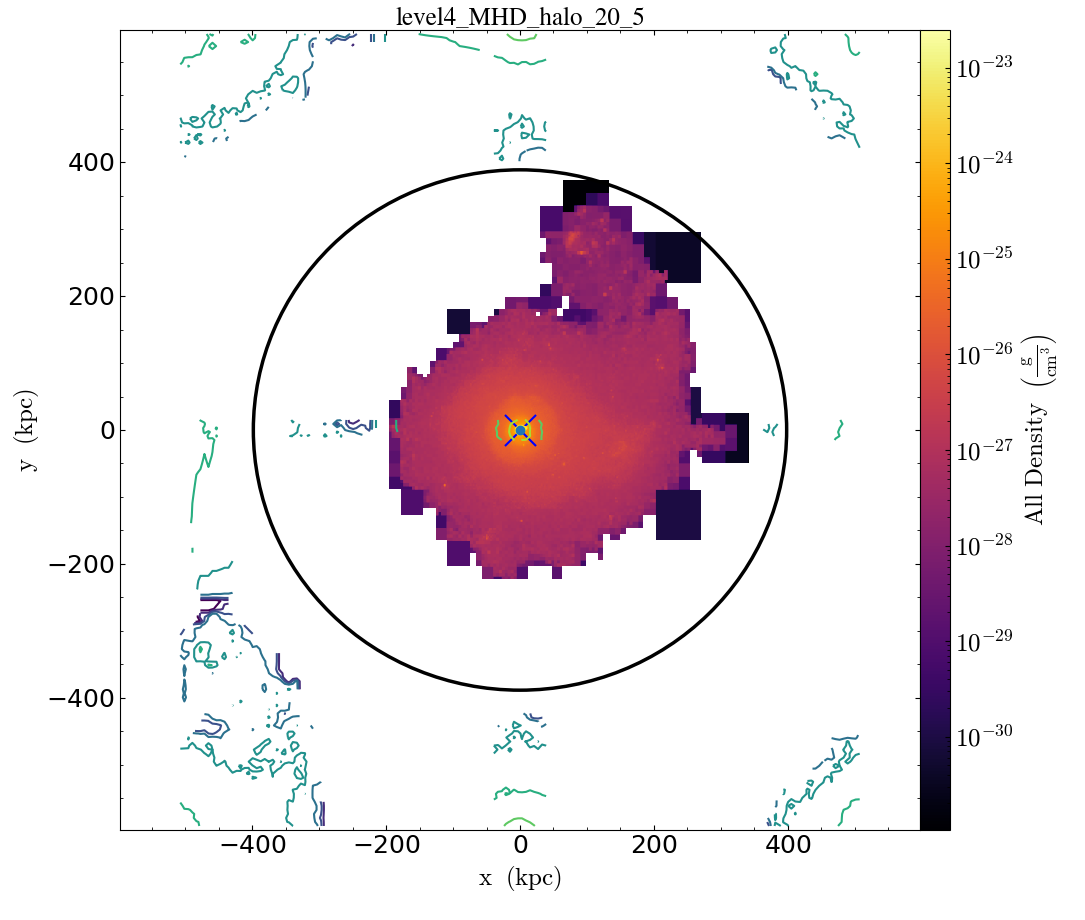 level4_MHD_halo_20_5
y (kpc)
400
200
0
−200
−400
−400 −200 0 200 400
x (kpc)
10^{−23}
10^{−24}
10^{−25}
10^{−26}
10^{−27}
10^{−28}
10^{−29}
10^{−30}
All Density (g/cm^3)